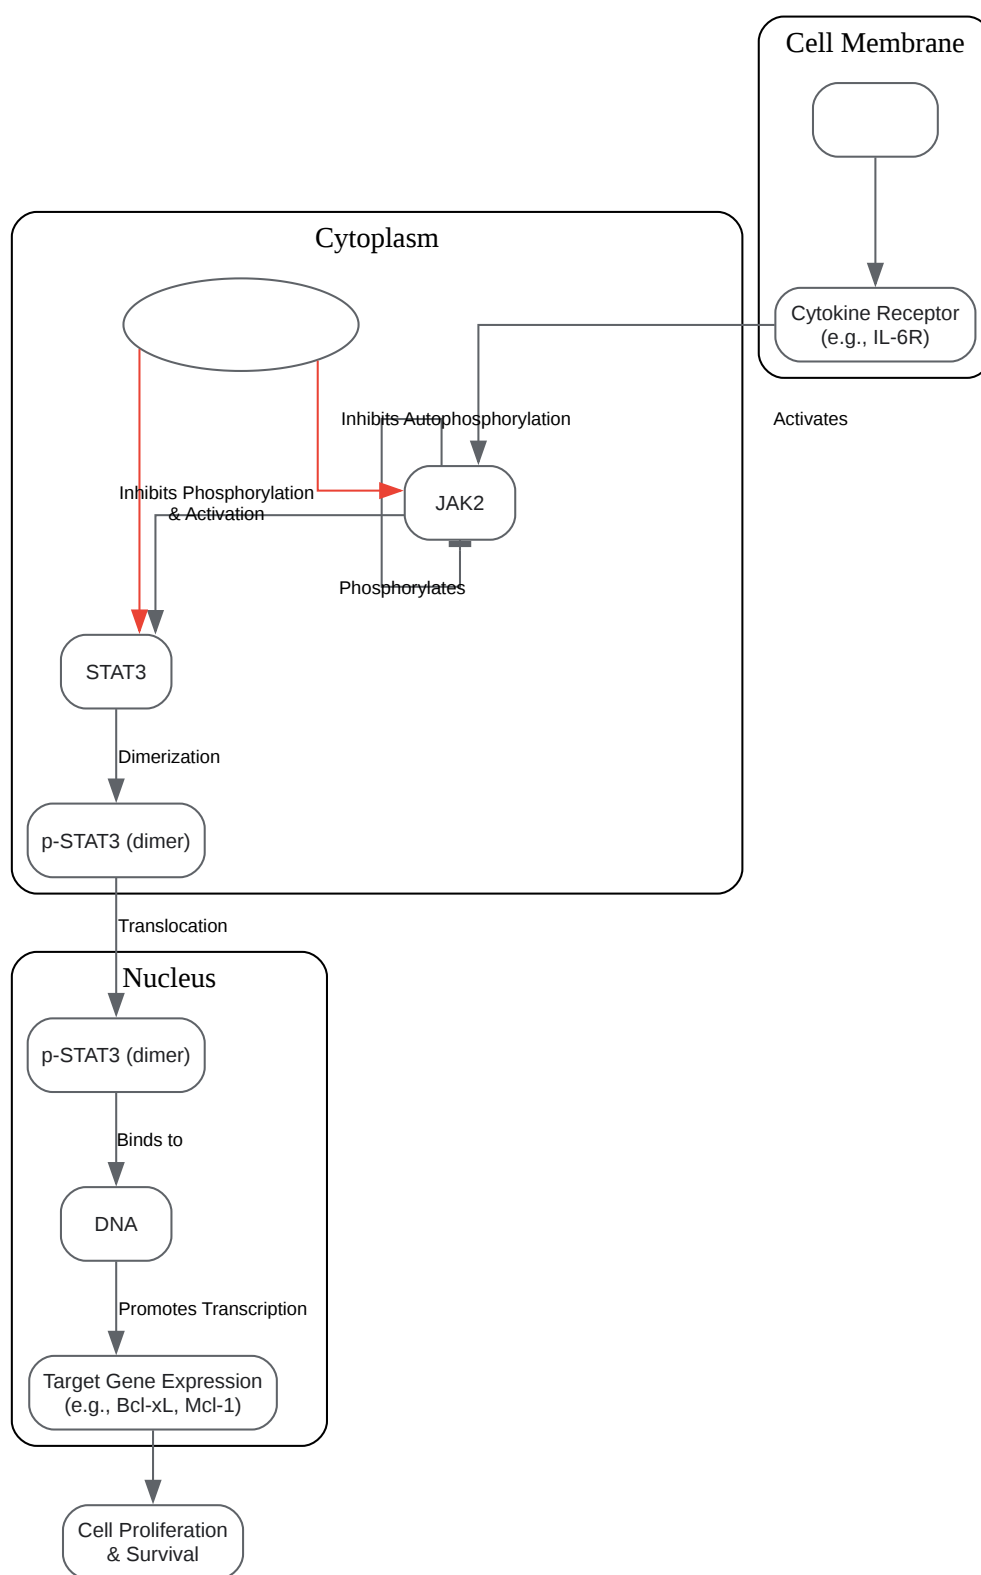 Cell Membrane
Cytoplasm
Cytokine Receptor
(e.g., IL-6R)
Inhibits Autophosphorylation
Activates
Inhibits Phosphorylation
& Activation
JAK2
Phosphorylates
STAT3
Dimerization
p-STAT3 (dimer)
Translocation
Nucleus
p-STAT3 (dimer)
Binds to
DNA
Promotes Transcription
Target Gene Expression
(e.g., Bcl-xL, Mcl-1)
Cell Proliferation
& Survival